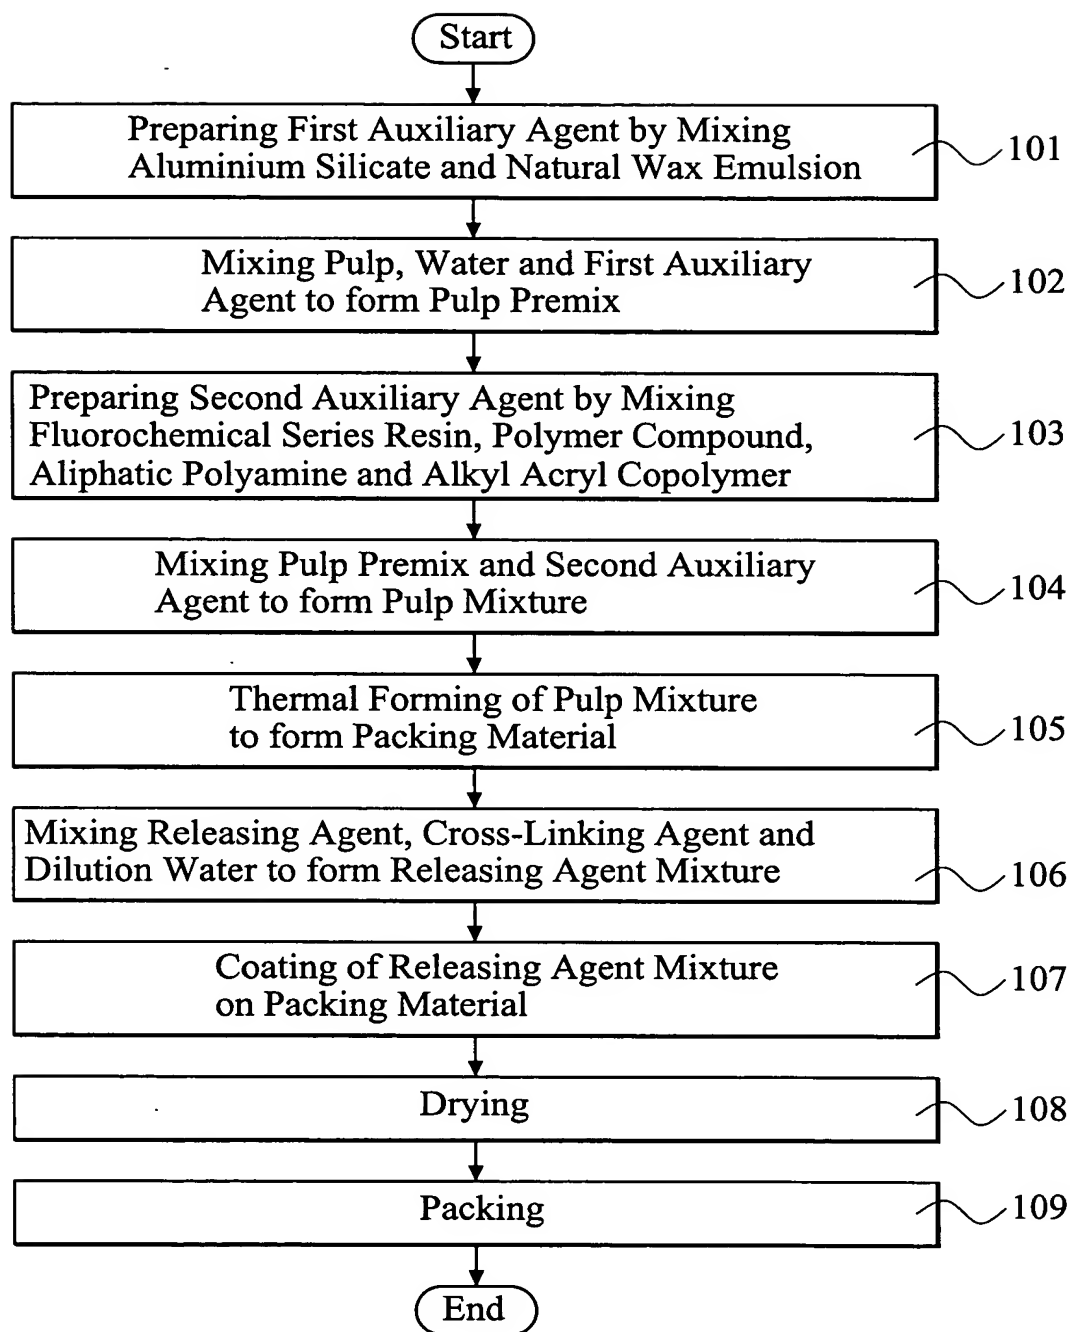 Start
Preparing First Auxiliary Agent by Mixing
Aluminium Silicate and Natural Wax Emulsion
101
Mixing Pulp, Water and First Auxiliary
Agent to form Pulp Premix
102
Preparing Second Auxiliary Agent by Mixing
Fluorochemical Series Resin, Polymer Compound,
Aliphatic Polyamine and Alkyl Acryl Copolymer
103
Mixing Pulp Premix and Second Auxiliary
Agent to form Pulp Mixture
104
Thermal Forming of Pulp Mixture
to form Packing Material
105
Mixing Releasing Agent, Cross-Linking Agent and
Dilution Water to form Releasing Agent Mixture
106
Coating of Releasing Agent Mixture
on Packing Material
107
Drying
108
Packing
109
End